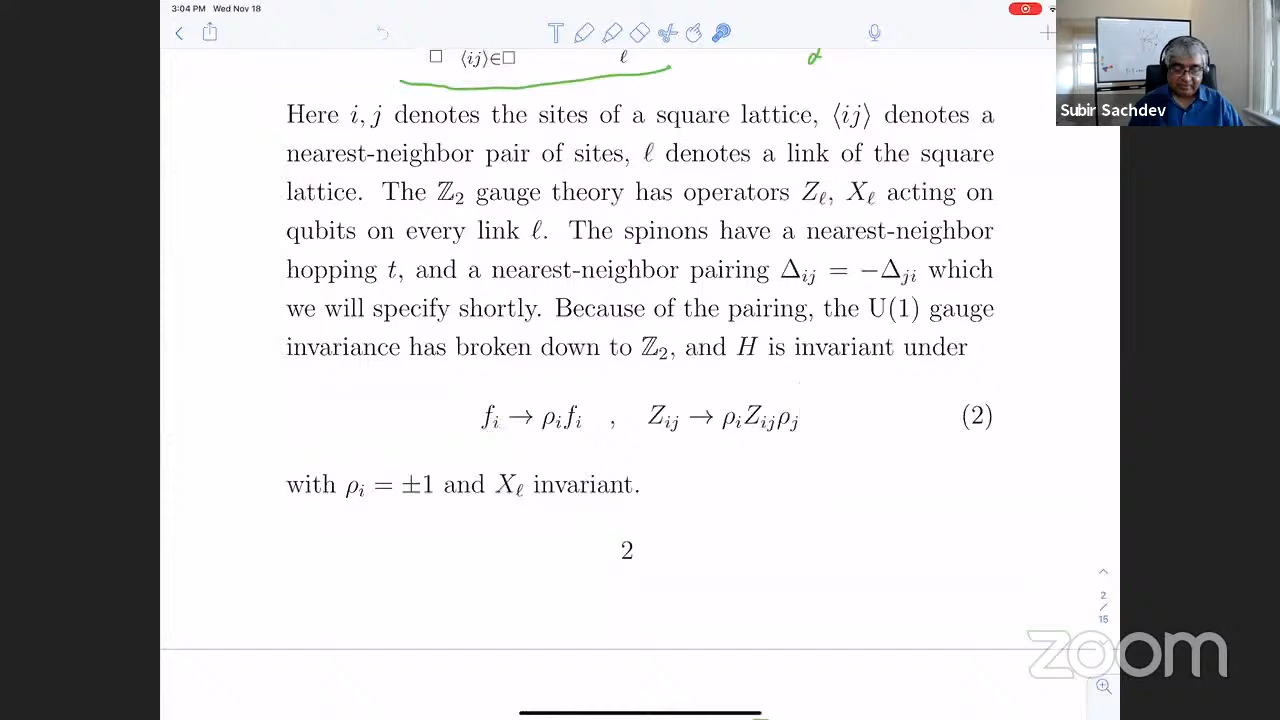 3:04 PM Wed Nov 18
□ ⟨ij⟩∈□ ℓ α
Here i, j denotes the sites of a square lattice, ⟨ij⟩ denotes a
nearest-neighbor pair of sites, ℓ denotes a link of the square
lattice. The ℤ₂ gauge theory has operators Z_ℓ, X_ℓ acting on
qubits on every link ℓ. The spinons have a nearest-neighbor
hopping t, and a nearest-neighbor pairing Δ_ij = −Δ_ji which
we will specify shortly. Because of the pairing, the U(1) gauge
invariance has broken down to ℤ₂, and H is invariant under
f_i → ρ_i f_i , Z_ij → ρ_i Z_ij ρ_j (2)
with ρ_i = ±1 and X_ℓ invariant.
2
2
/
15
Subir Sachdev
zoom